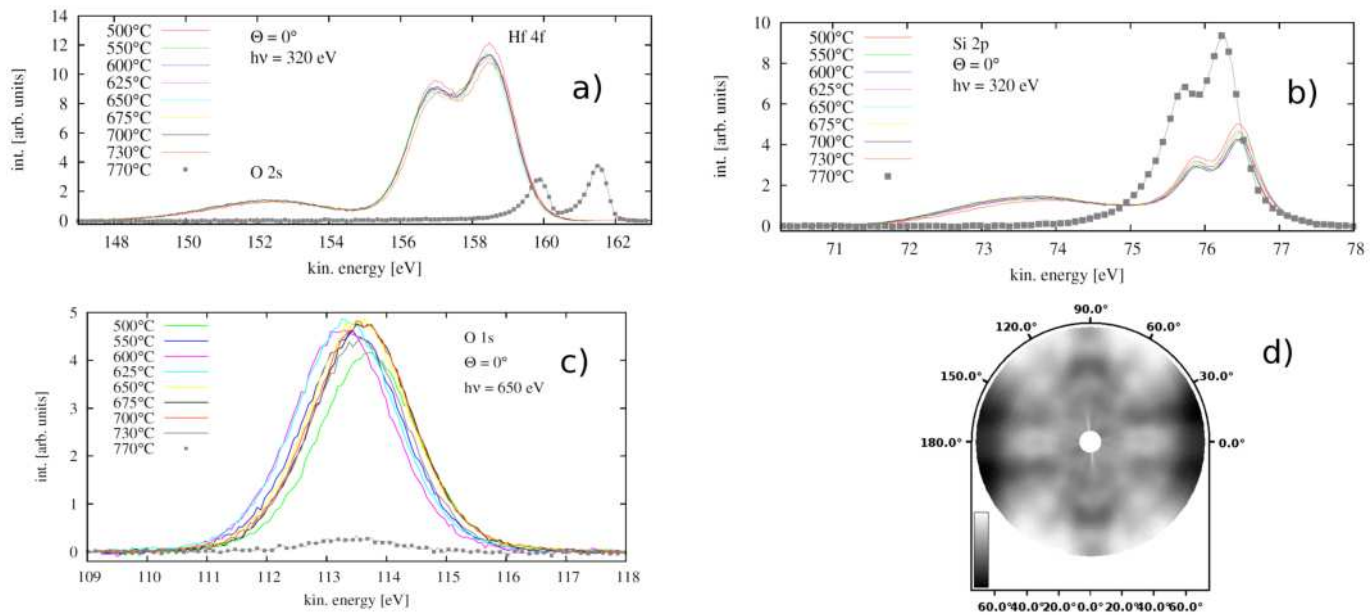 14
12
10
8
6
4
2
0
int. [arb. units]
500°C
550°C
600°C
625°C
650°C
675°C
700°C
730°C
770°C
Θ = 0°
hν = 320 eV
Hf 4f
a)
O 2s
148 150 152 154 156 158 160 162
kin. energy [eV]
10
8
6
4
2
0
int. [arb. units]
500°C
550°C
600°C
625°C
650°C
675°C
700°C
730°C
770°C
Si 2p
Θ = 0°
hν = 320 eV
b)
71 72 73 74 75 76 77 78
kin. energy [eV]
5
4
3
2
1
0
int. [arb. units]
500°C
550°C
600°C
625°C
650°C
675°C
700°C
730°C
770°C
O 1s
Θ = 0°
hν = 650 eV
c)
109 110 111 112 113 114 115 116 117 118
kin. energy [eV]
d)
90.0°
120.0° 60.0°
150.0° 30.0°
180.0° 0.0°
60.0°40.0°20.0°0.0°20.0°40.0°60.0°